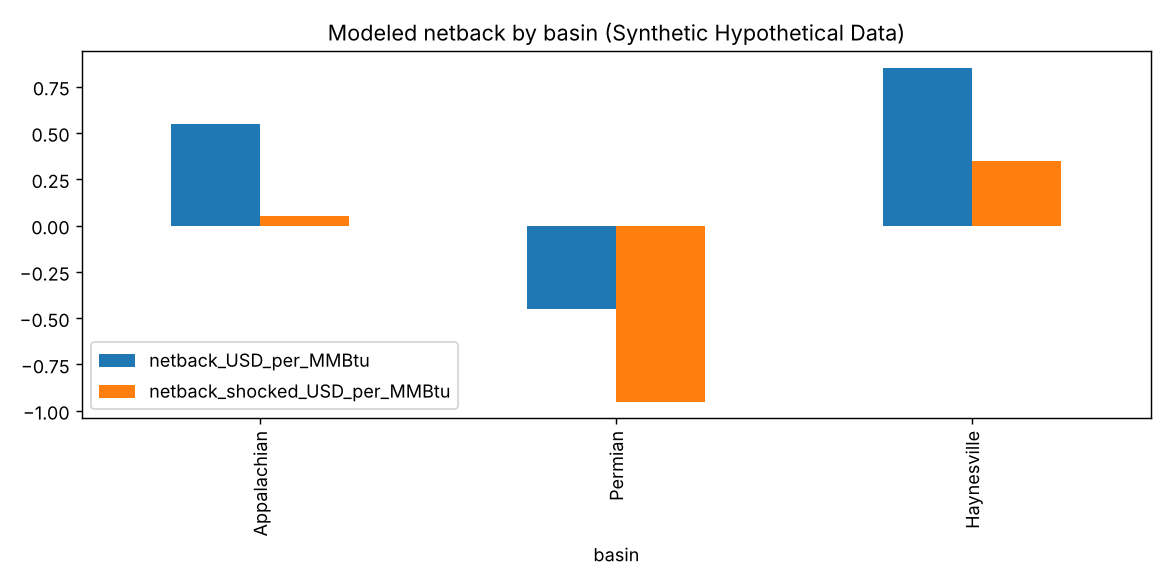 Modeled netback by basin (Synthetic Hypothetical Data)
0.75
0.50
0.25
0.00
−0.25
−0.50
−0.75
−1.00
netback_USD_per_MMBtu
netback_shocked_USD_per_MMBtu
Appalachian
Permian
Haynesville
basin